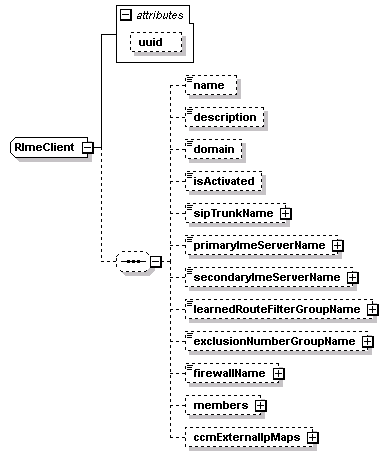 attributes
uuid
RImeClient
name
description
domain
isActivated
sipTrunkName
primaryImeServerName
secondaryImeServerName
learnedRouteFilterGroupName
exclusionNumberGroupName
firewallName
members
ccmExternalIpMaps